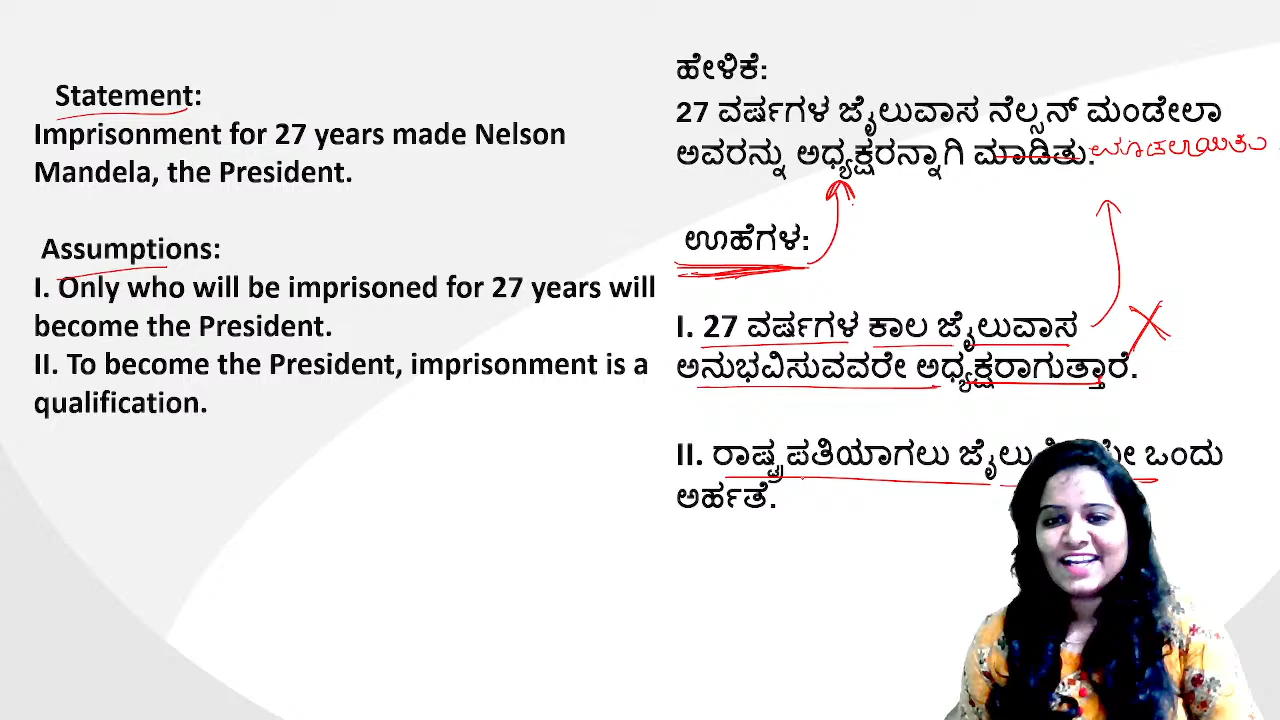 Statement:
Imprisonment for 27 years made Nelson
Mandela, the President.
Assumptions:
I. Only who will be imprisoned for 27 years will
become the President.
II. To become the President, imprisonment is a
qualification.
ಹೇಳಿಕೆ:
27 ವರ್ಷಗಳ ಜೈಲುವಾಸ ನೆಲ್ಸನ್ ಮಂಡೇಲಾ
ಅವರನ್ನು ಅಧ್ಯಕ್ಷರನ್ನಾಗಿ ಮಾಡಿತು. ಮಾಡಲಾಯಿತು.
ಊಹೆಗಳ:
I. 27 ವರ್ಷಗಳ ಕಾಲ ಜೈಲುವಾಸ
ಅನುಭವಿಸುವವರೇ ಅಧ್ಯಕ್ಷರಾಗುತ್ತಾರೆ.
II. ರಾಷ್ಟ್ರಪತಿಯಾಗಲು ಜೈಲು ಒಂದು
ಅರ್ಹತೆ.